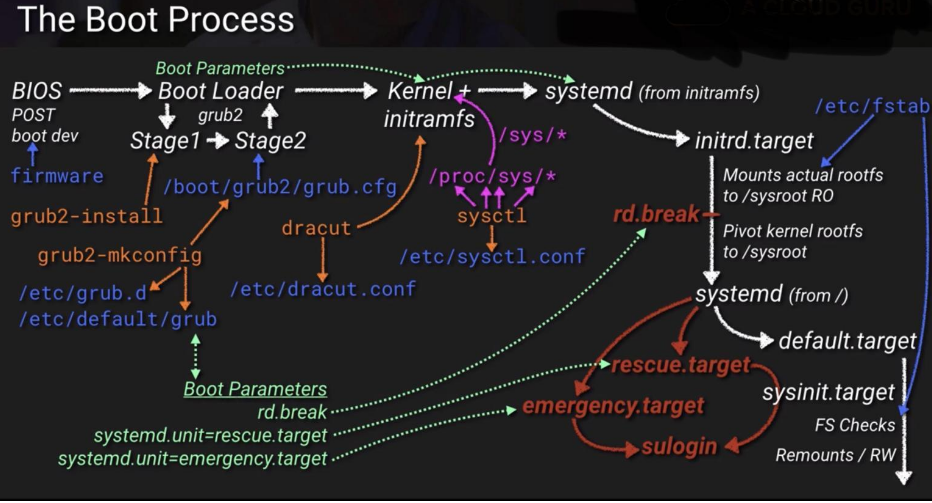 The Boot Process
A CLOUD GURU
Boot Parameters
BIOS
Boot Loader
Kernel +
initramfs
systemd (from initramfs)
POST
boot dev
grub2
Stage1
Stage2
/sys/*
initrd.target
/etc/fstab
firmware
/boot/grub2/grub.cfg
/proc/sys/*
Mounts actual rootfs
to /sysroot RO
grub2-install
dracut
sysctl
rd.break
Pivot kernel rootfs
to /sysroot
grub2-mkconfig
/etc/sysctl.conf
/etc/grub.d
/etc/dracut.conf
systemd (from /)
/etc/default/grub
default.target
rescue.target
Boot Parameters
rd.break
systemd.unit=rescue.target
systemd.unit=emergency.target
emergency.target
sysinit.target
FS Checks
sulogin
Remounts / RW